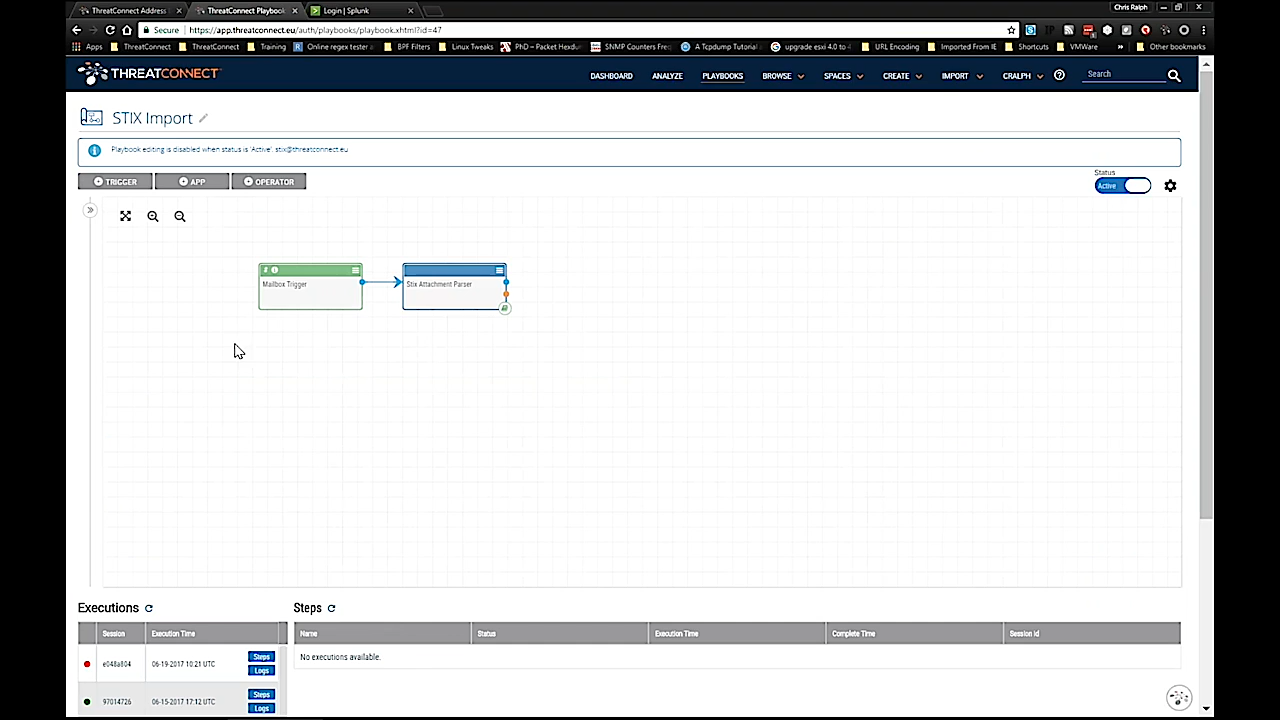 Chris Ralph
ThreatConnect Address
ThreatConnect Playbook
Login | Splunk
Secure
https://app.threatconnect.eu/auth/playbooks/playbook.xhtml?id=47
Apps
ThreatConnect
ThreatConnect
Training
Online regex tester a
BPF Filters
Linux Tweaks
PhD – Packet Hexdu
SNMP Counters Freq
A Tcpdump Tutorial a
upgrade esxi 4.0 to
URL Encoding
Imported From IE
Shortcuts
VMWare
»
Other bookmarks
THREATCONNECT
DASHBOARD
ANALYZE
PLAYBOOKS
BROWSE
SPACES
CREATE
IMPORT
CRALPH
Search
STIX Import
Playbook editing is disabled when status is 'Active'. stix@threatconnect.eu
TRIGGER
APP
OPERATOR
Status
Active
Mailbox Trigger
Stix Attachment Parser
Executions
Session
Execution Time
e048a804
06-19-2017 10:21 UTC
Steps
Logs
97014726
06-15-2017 17:12 UTC
Steps
Logs
Steps
Name
Status
Execution Time
Complete Time
Session Id
No executions available.